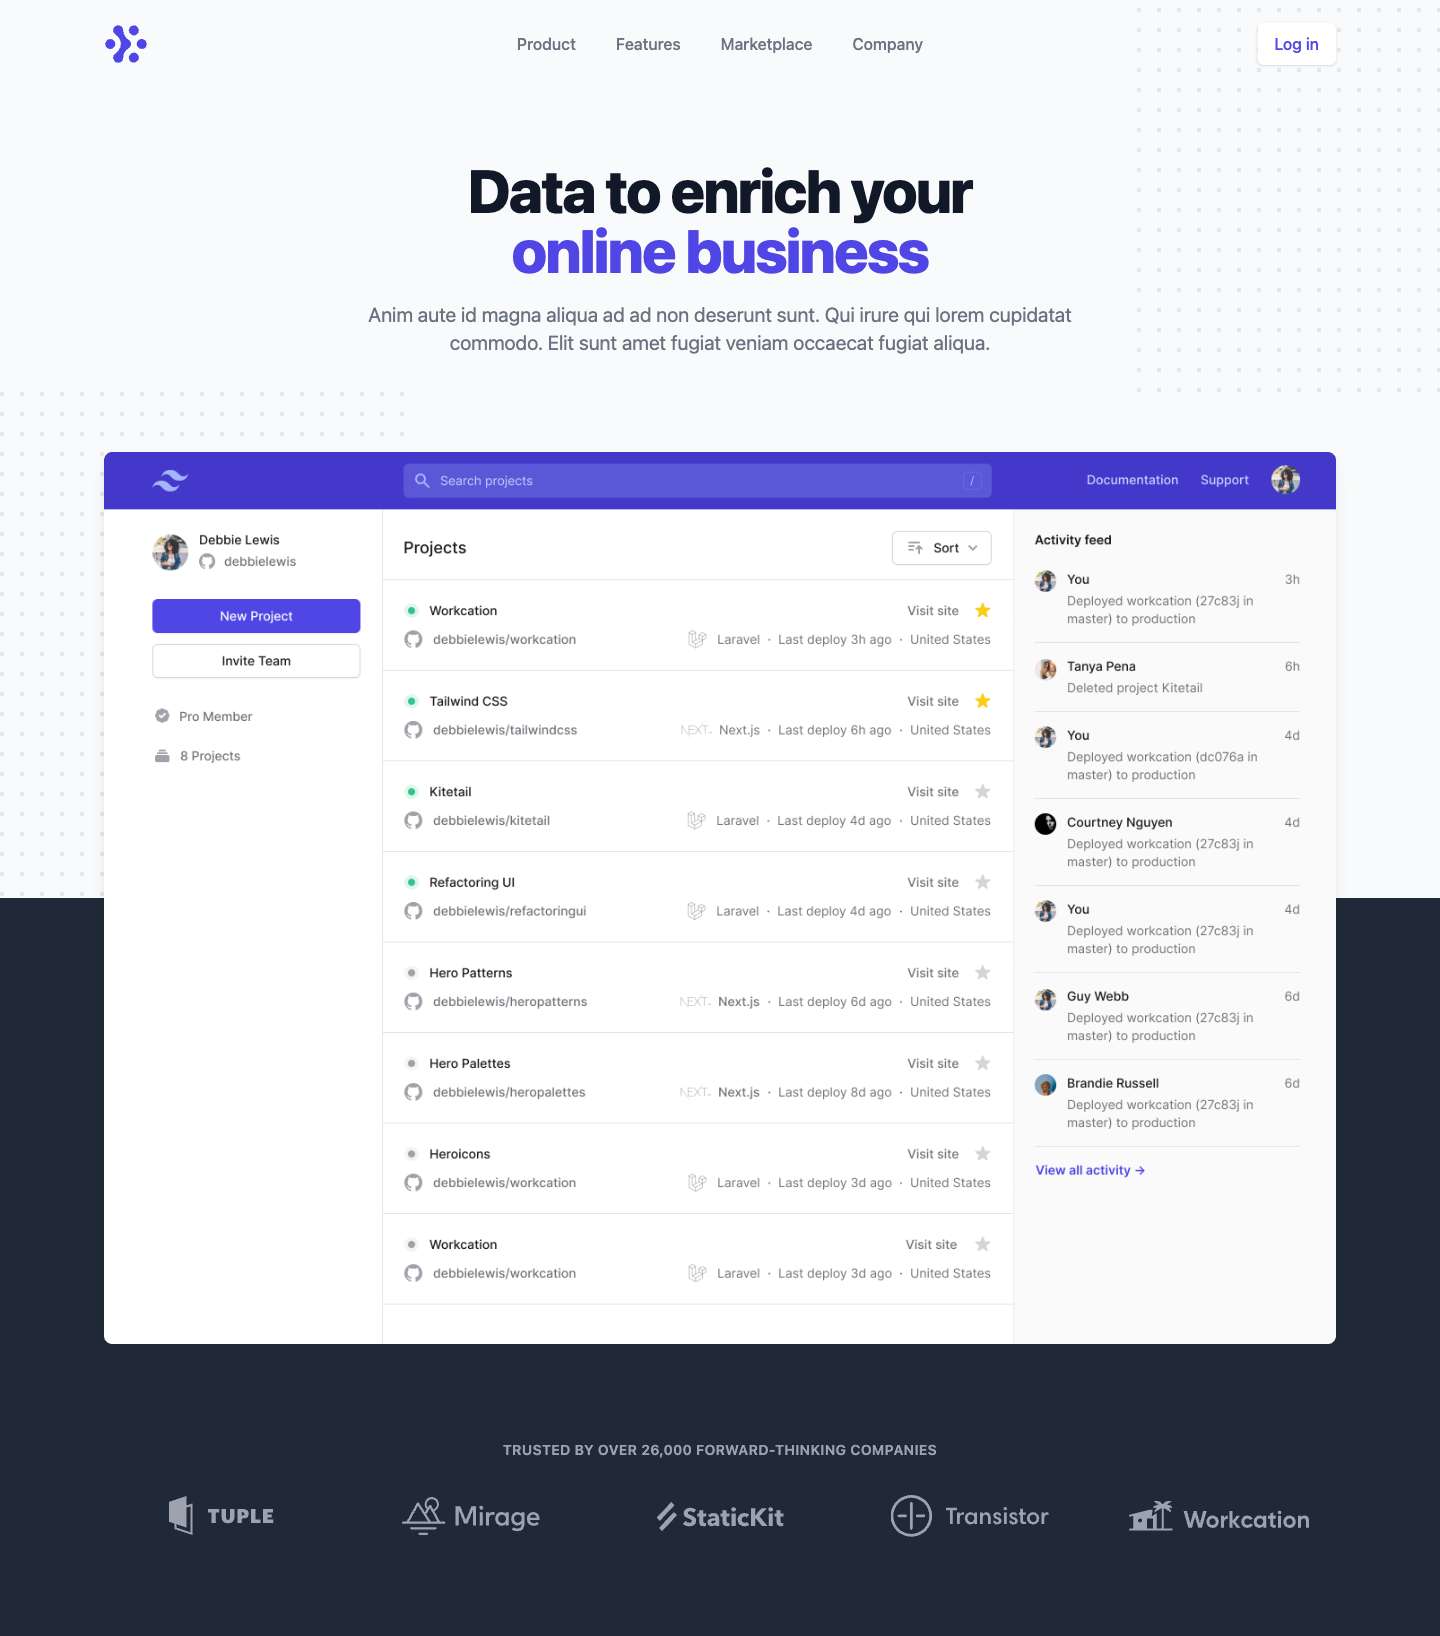 Product Features Marketplace Company Log in
Data to enrich your
online business
Anim aute id magna aliqua ad ad non deserunt sunt. Qui irure qui lorem cupidatat
commodo. Elit sunt amet fugiat veniam occaecat fugiat aliqua.
Search projects /
Documentation Support
Debbie Lewis
debbielewis
New Project
Invite Team
Pro Member
8 Projects
Projects
Sort
Workcation Visit site
debbielewis/workcation Laravel · Last deploy 3h ago · United States
Tailwind CSS Visit site
debbielewis/tailwindcss NEXT. Next.js · Last deploy 6h ago · United States
Kitetail Visit site
debbielewis/kitetail Laravel · Last deploy 4d ago · United States
Refactoring UI Visit site
debbielewis/refactoringui Laravel · Last deploy 4d ago · United States
Hero Patterns Visit site
debbielewis/heropatterns NEXT. Next.js · Last deploy 6d ago · United States
Hero Palettes Visit site
debbielewis/heropalettes NEXT. Next.js · Last deploy 8d ago · United States
Heroicons Visit site
debbielewis/workcation Laravel · Last deploy 3d ago · United States
Workcation Visit site
debbielewis/workcation Laravel · Last deploy 3d ago · United States
Activity feed
You 3h
Deployed workcation (27c83j in
master) to production
Tanya Pena 6h
Deleted project Kitetail
You 4d
Deployed workcation (dc076a in
master) to production
Courtney Nguyen 4d
Deployed workcation (27c83j in
master) to production
You 4d
Deployed workcation (27c83j in
master) to production
Guy Webb 6d
Deployed workcation (27c83j in
master) to production
Brandie Russell 6d
Deployed workcation (27c83j in
master) to production
View all activity →
TRUSTED BY OVER 26,000 FORWARD-THINKING COMPANIES
TUPLE Mirage StaticKit Transistor Workcation